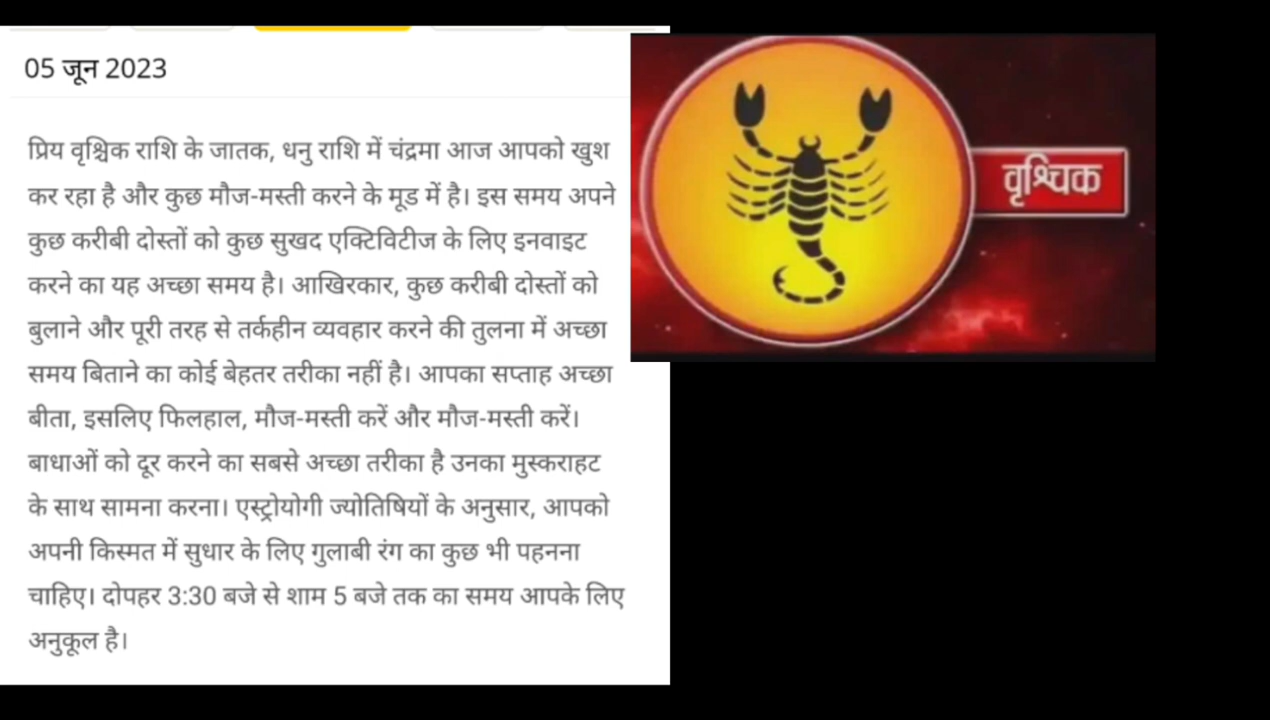 05 जून 2023
प्रिय वृश्चिक राशि के जातक, धनु राशि में चंद्रमा आज आपको खुश
कर रहा है और कुछ मौज-मस्ती करने के मूड में है। इस समय अपने
कुछ करीबी दोस्तों को कुछ सुखद एक्टिविटीज के लिए इनवाइट
करने का यह अच्छा समय है। आखिरकार, कुछ करीबी दोस्तों को
बुलाने और पूरी तरह से तर्कहीन व्यवहार करने की तुलना में अच्छा
समय बिताने का कोई बेहतर तरीका नहीं है। आपका सप्ताह अच्छा
बीता, इसलिए फिलहाल, मौज-मस्ती करें और मौज-मस्ती करें।
बाधाओं को दूर करने का सबसे अच्छा तरीका है उनका मुस्कराहट
के साथ सामना करना। एस्ट्रोयोगी ज्योतिषियों के अनुसार, आपको
अपनी किस्मत में सुधार के लिए गुलाबी रंग का कुछ भी पहनना
चाहिए। दोपहर 3:30 बजे से शाम 5 बजे तक का समय आपके लिए
अनुकूल है।
वृश्चिक